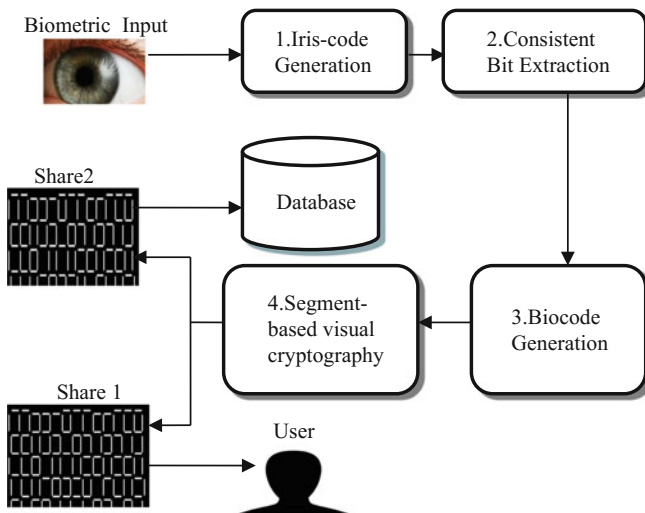 Biometric Input
1.Iris-code
Generation
2.Consistent
Bit Extraction
Share2
Database
4.Segment-
based visual
cryptography
3.Biocode
Generation
Share 1
User